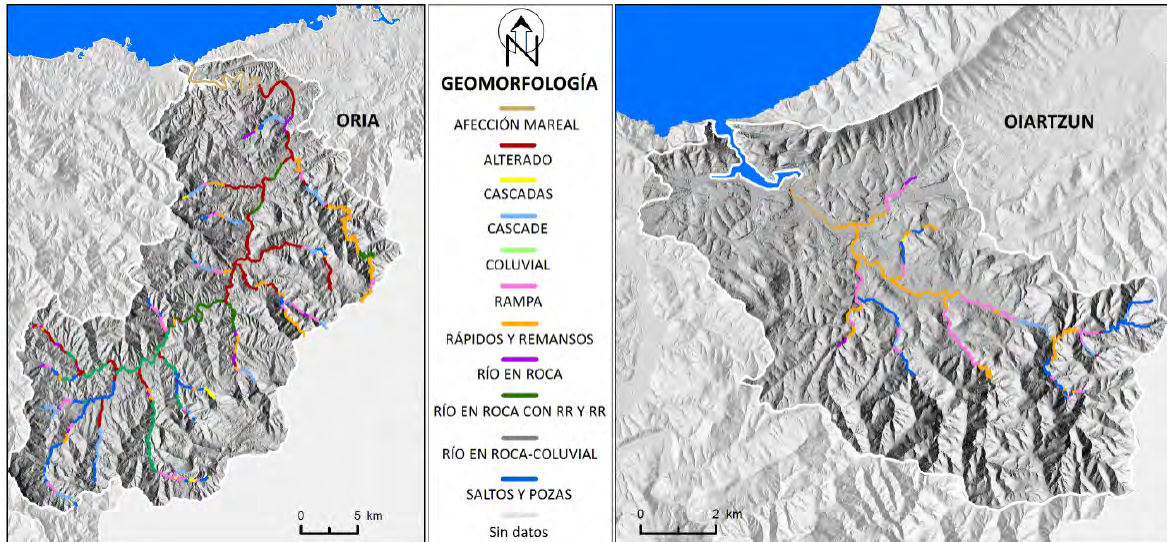 ORIA
0 5 km
N
GEOMORFOLOGÍA
AFECCIÓN MAREAL
ALTERADO
CASCADAS
CASCADE
COLUVIAL
RAMPA
RÁPIDOS Y REMANSOS
RÍO EN ROCA
RÍO EN ROCA CON RR Y RR
RÍO EN ROCA-COLUVIAL
SALTOS Y POZAS
Sin datos
OIARTZUN
0 2 km